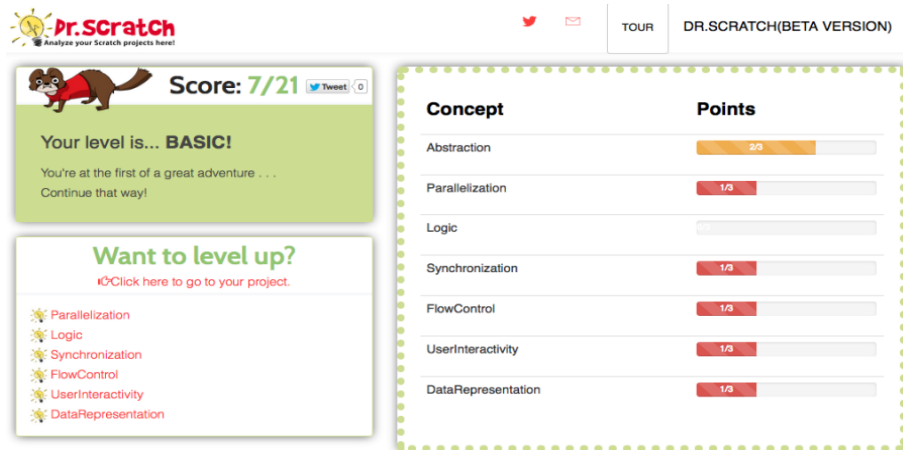 Dr.Scratch
Analyze your Scratch projects here!
TOUR
DR.SCRATCH(BETA VERSION)
Score: 7/21
Tweet
0
Your level is... BASIC!
You're at the first of a great adventure . . .
Continue that way!
Want to level up?
Click here to go to your project.
Parallelization
Logic
Synchronization
FlowControl
UserInteractivity
DataRepresentation
Concept Points
Abstraction 2/3
Parallelization 1/3
Logic
Synchronization 1/3
FlowControl 1/3
UserInteractivity 1/3
DataRepresentation 1/3